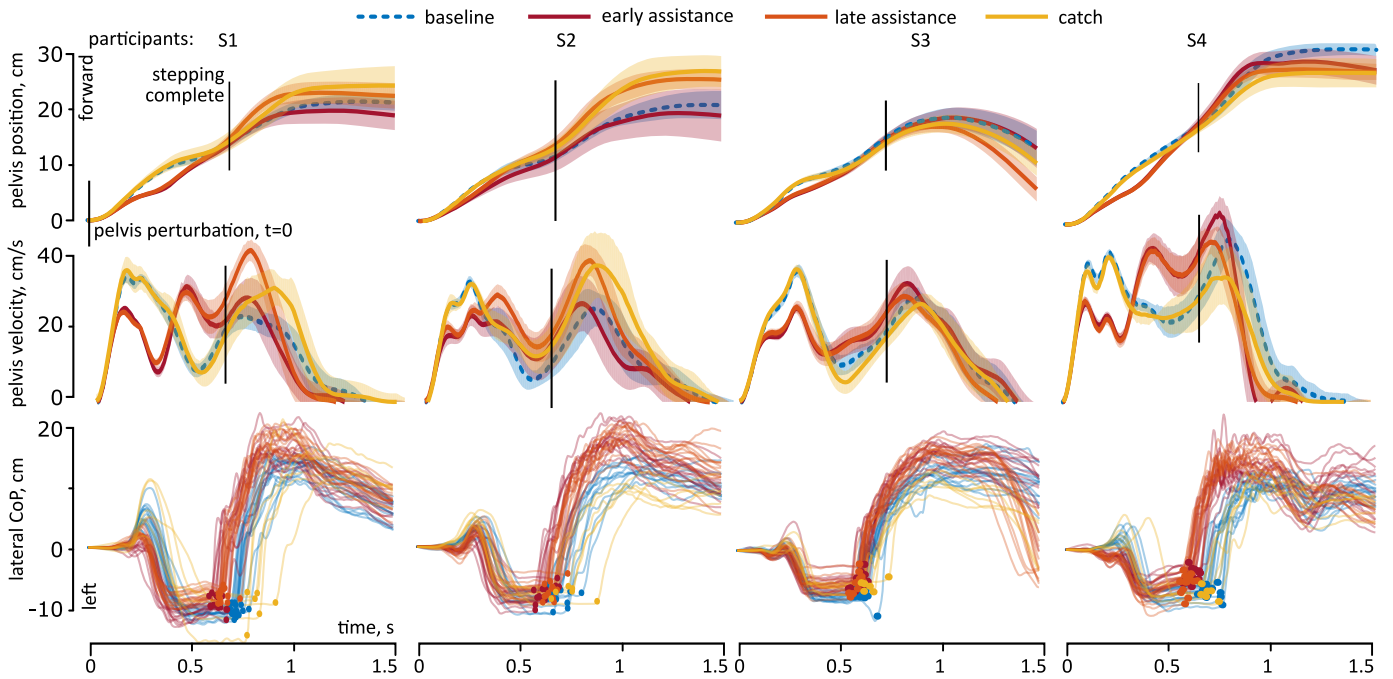 baseline early assistance late assistance catch
participants: S1 S2 S3 S4
pelvis position, cm
forward
30
20
10
0
stepping
complete
pelvis perturbation, t=0
pelvis velocity, cm/s
40
20
0
lateral CoP, cm
20
0
-10
left
time, s
0 0.5 1 1.5 0 0.5 1 1.5 0 0.5 1 1.5 0 0.5 1 1.5